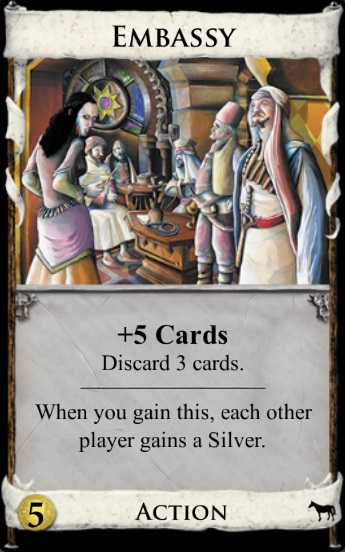 EMBASSY
+5 Cards
Discard 3 cards.
When you gain this, each other
player gains a Silver.
5
ACTION